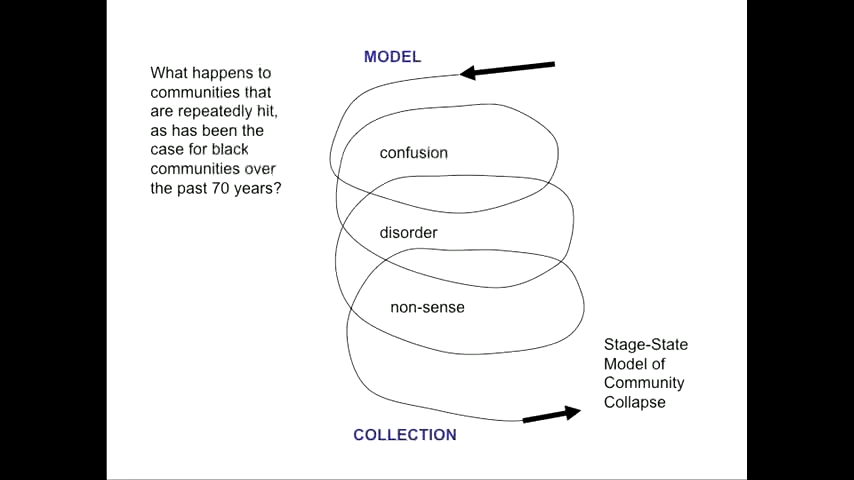 MODEL
What happens to
communities that
are repeatedly hit,
as has been the
case for black
communities over
the past 70 years?
confusion
disorder
non-sense
Stage-State
Model of
Community
Collapse
COLLECTION